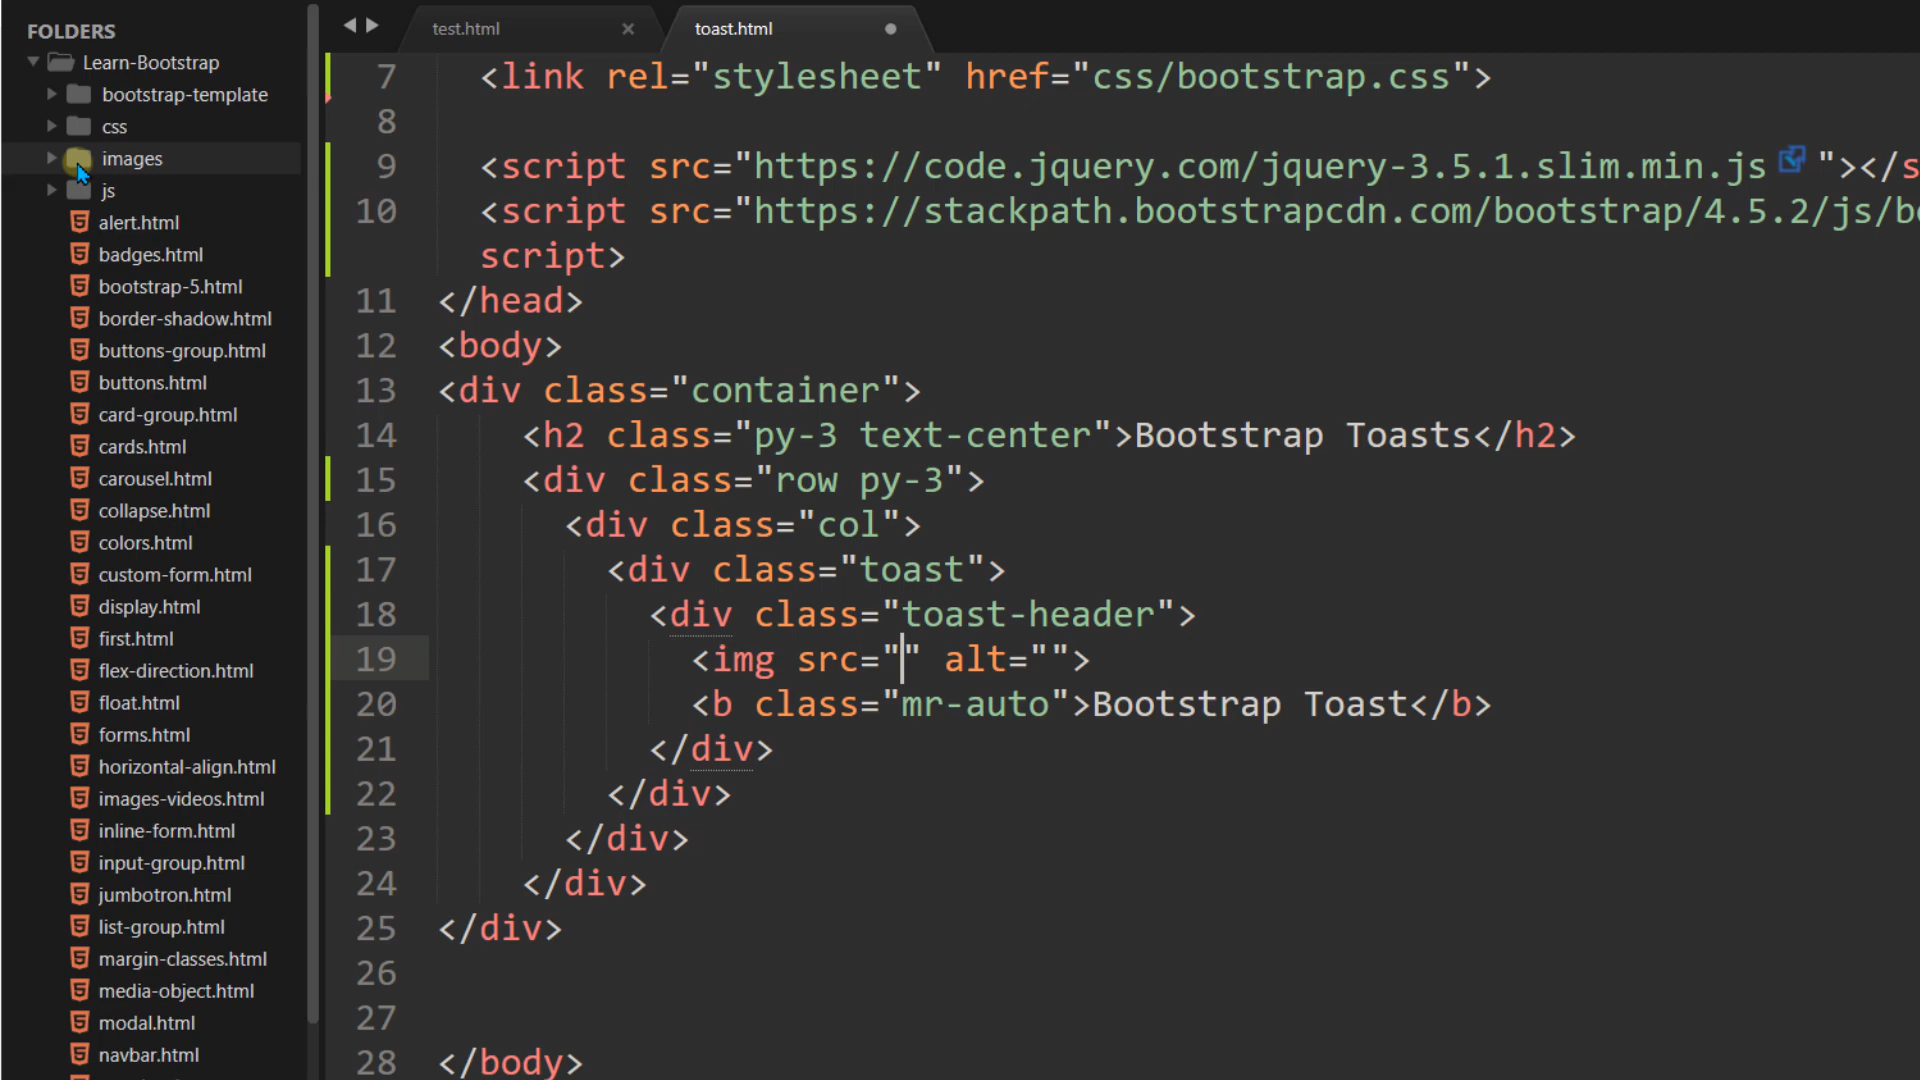 FOLDERS
Learn-Bootstrap
bootstrap-template
css
images
js
alert.html
badges.html
bootstrap-5.html
border-shadow.html
buttons-group.html
buttons.html
card-group.html
cards.html
carousel.html
collapse.html
colors.html
custom-form.html
display.html
first.html
flex-direction.html
float.html
forms.html
horizontal-align.html
images-videos.html
inline-form.html
input-group.html
jumbotron.html
list-group.html
margin-classes.html
media-object.html
modal.html
navbar.html
test.html
toast.html
7 <link rel="stylesheet" href="css/bootstrap.css">
8
9 <script src="https://code.jquery.com/jquery-3.5.1.slim.min.js"></s
10 <script src="https://stackpath.bootstrapcdn.com/bootstrap/4.5.2/js/bo
script>
11 </head>
12 <body>
13 <div class="container">
14 <h2 class="py-3 text-center">Bootstrap Toasts</h2>
15 <div class="row py-3">
16 <div class="col">
17 <div class="toast">
18 <div class="toast-header">
19 <img src="" alt="">
20 <b class="mr-auto">Bootstrap Toast</b>
21 </div>
22 </div>
23 </div>
24 </div>
25 </div>
26
27
28 </body>